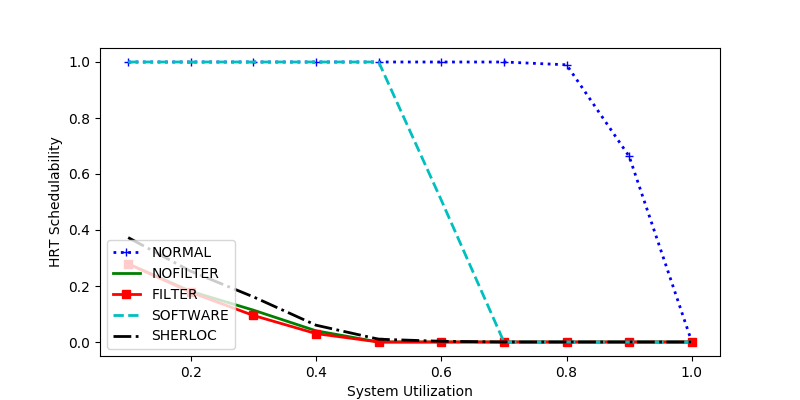 1.0
0.8
0.6
0.4
0.2
0.0
HRT Schedulability
NORMAL
NOFILTER
FILTER
SOFTWARE
SHERLOC
0.2
0.4
0.6
0.8
1.0
System Utilization